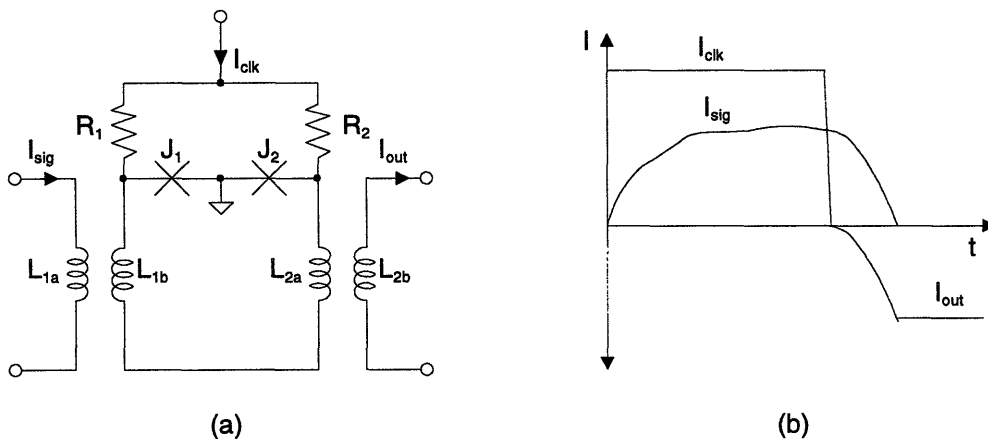 I_clk
R_1
R_2
J_1
J_2
I_sig
I_out
L_1a
L_1b
L_2a
L_2b
(a)
I
I_clk
I_sig
t
I_out
(b)